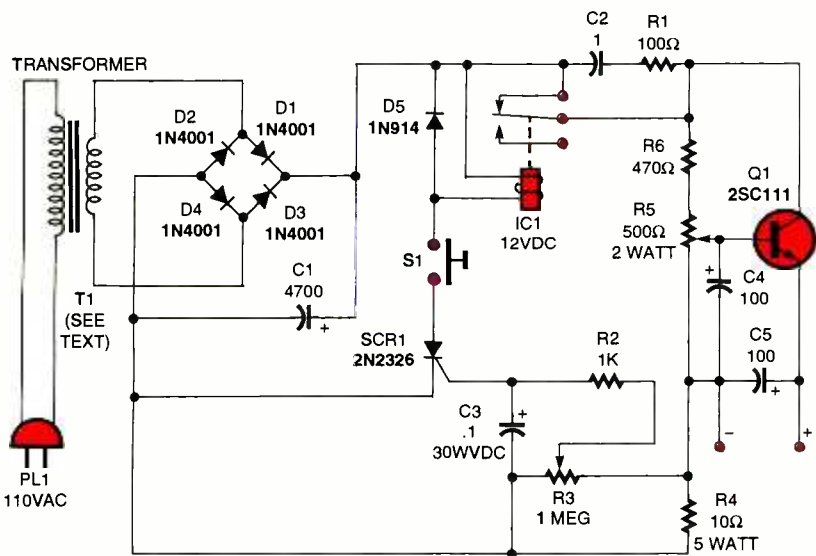 TRANSFORMER
T1
(SEE
TEXT)
PL1
110VAC
D2
1N4001
D1
1N4001
D4
1N4001
D3
1N4001
C1
4700
+
D5
1N914
S1
SCR1
2N2326
C2
1
R1
100Ω
IC1
12VDC
R6
470Ω
R5
500Ω
2 WATT
Q1
2SC111
+
C4
100
C5
100
+
-
+
R2
1K
C3
.1
30WVDC
+
R3
1 MEG
R4
10Ω
5 WATT